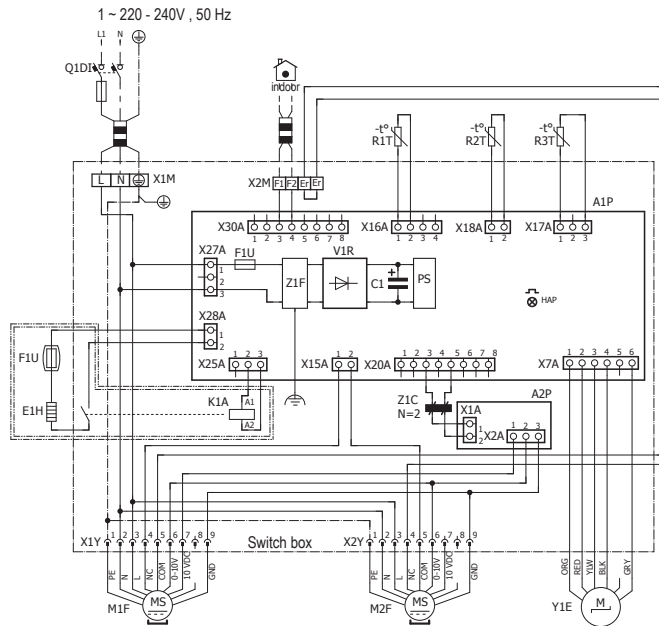 1 ~ 220 - 240V , 50 Hz
L1 N
Q1DI
indoor
-t° R1T
-t° R2T
-t° R3T
L N X1M
X2M F1 F2 Er Er
A1P
X30A 1 2 3 4 5 6 7 8
X16A 1 2 3 4
X18A 1 2
X17A 1 2 3
X27A 1 2 3
F1U
Z1F
V1R
C1 +
PS
HAP
X28A 1 2
F1U
E1H
K1A A1 A2
X25A 1 2 3
X15A 1 2
X20A 1 2 3 4 5 6 7 8
X7A 1 2 3 4 5 6
Z1C
N=2
A2P
X1A 1 2
X2A 1 2 3
X1Y 1 2 3 4 5 6 7 8 9
Switch box
X2Y 1 2 3 4 5 6 7 8 9
PE N L NC COM 0-10V 10 VDC GND
PE N L NC COM 0-10V 10 VDC GND
ORG RED YLW BLK GRY
M1F MS
M2F MS
Y1E M